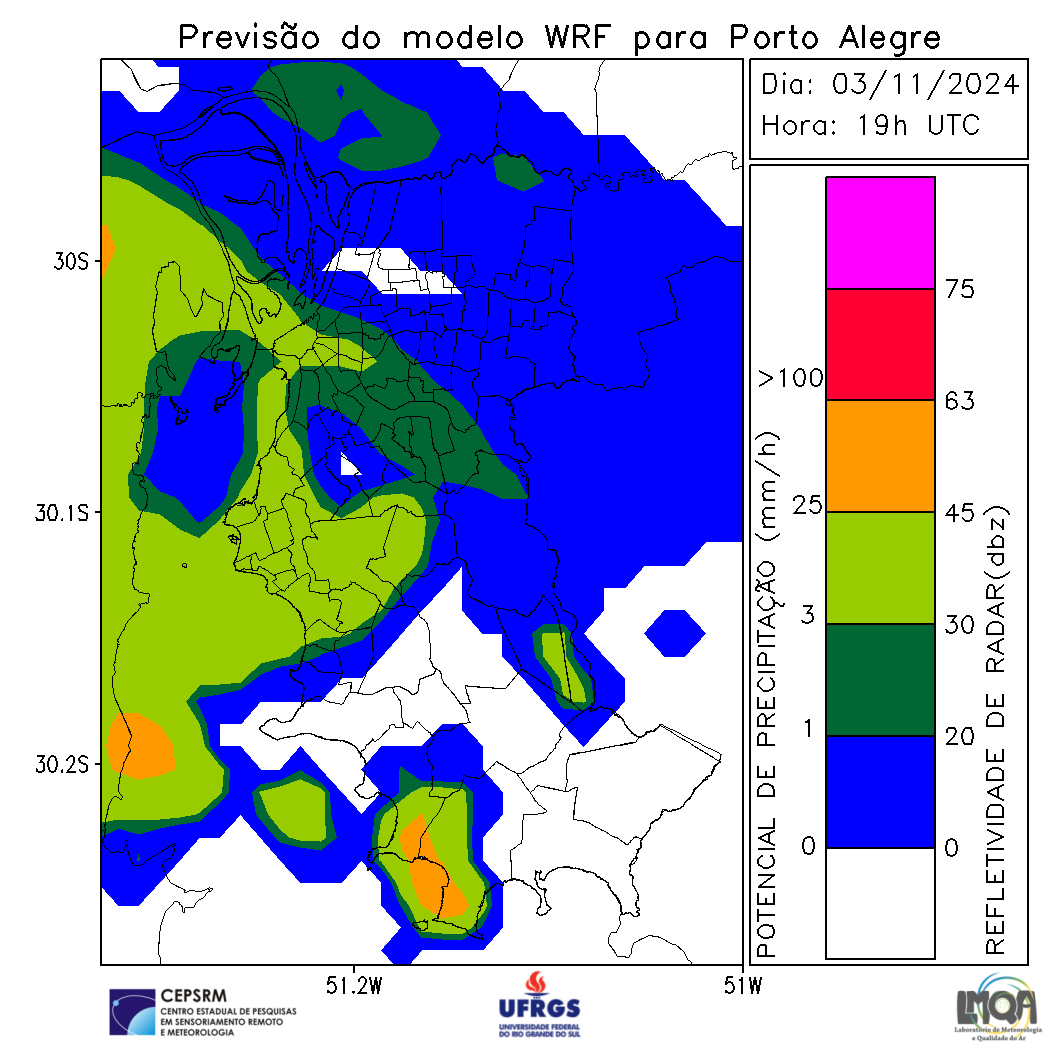 Previsão do modelo WRF para Porto Alegre
Dia: 03/11/2024
Hora: 19h UTC
30S
30.1S
30.2S
51.2W
51W
POTENCIAL DE PRECIPITAÇÃO (mm/h)
>100
25
3
1
0
75
63
45
30
20
0
REFLETIVIDADE DE RADAR(dbz)
CEPSRM
CENTRO ESTADUAL DE PESQUISAS
EM SENSORIAMENTO REMOTO
E METEOROLOGIA
UFRGS
UNIVERSIDADE FEDERAL
DO RIO GRANDE DO SUL
LMQA
Laboratório de Meteorologia
e Qualidade do Ar